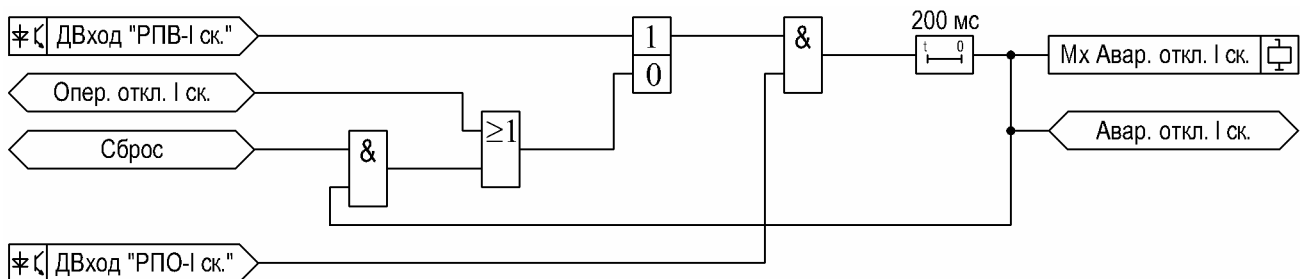 200 мс
ДВход "РПВ-I ск."
1
&
t 0
Мх Авар. откл. I ск.
0
Опер. откл. I ск.
≥1
Сброс
&
Авар. откл. I ск.
ДВход "РПО-I ск."